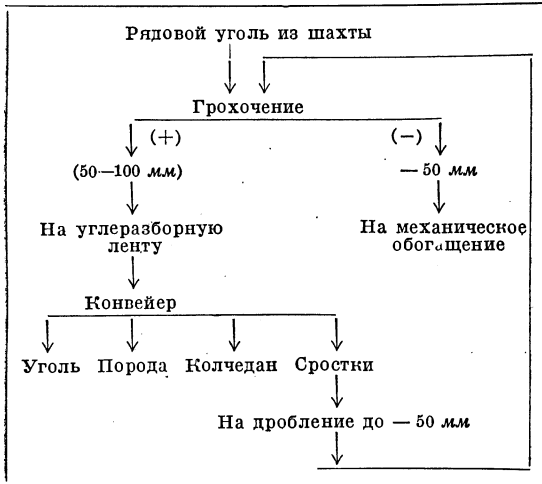 Рядовой уголь из шахты
Грохочение
(+)
(−)
(50—100 мм)
— 50 мм
На углеразборную
ленту
На механическое
обогащение
Конвейер
Уголь Порода Колчедан Сростки
На дробление до — 50 мм